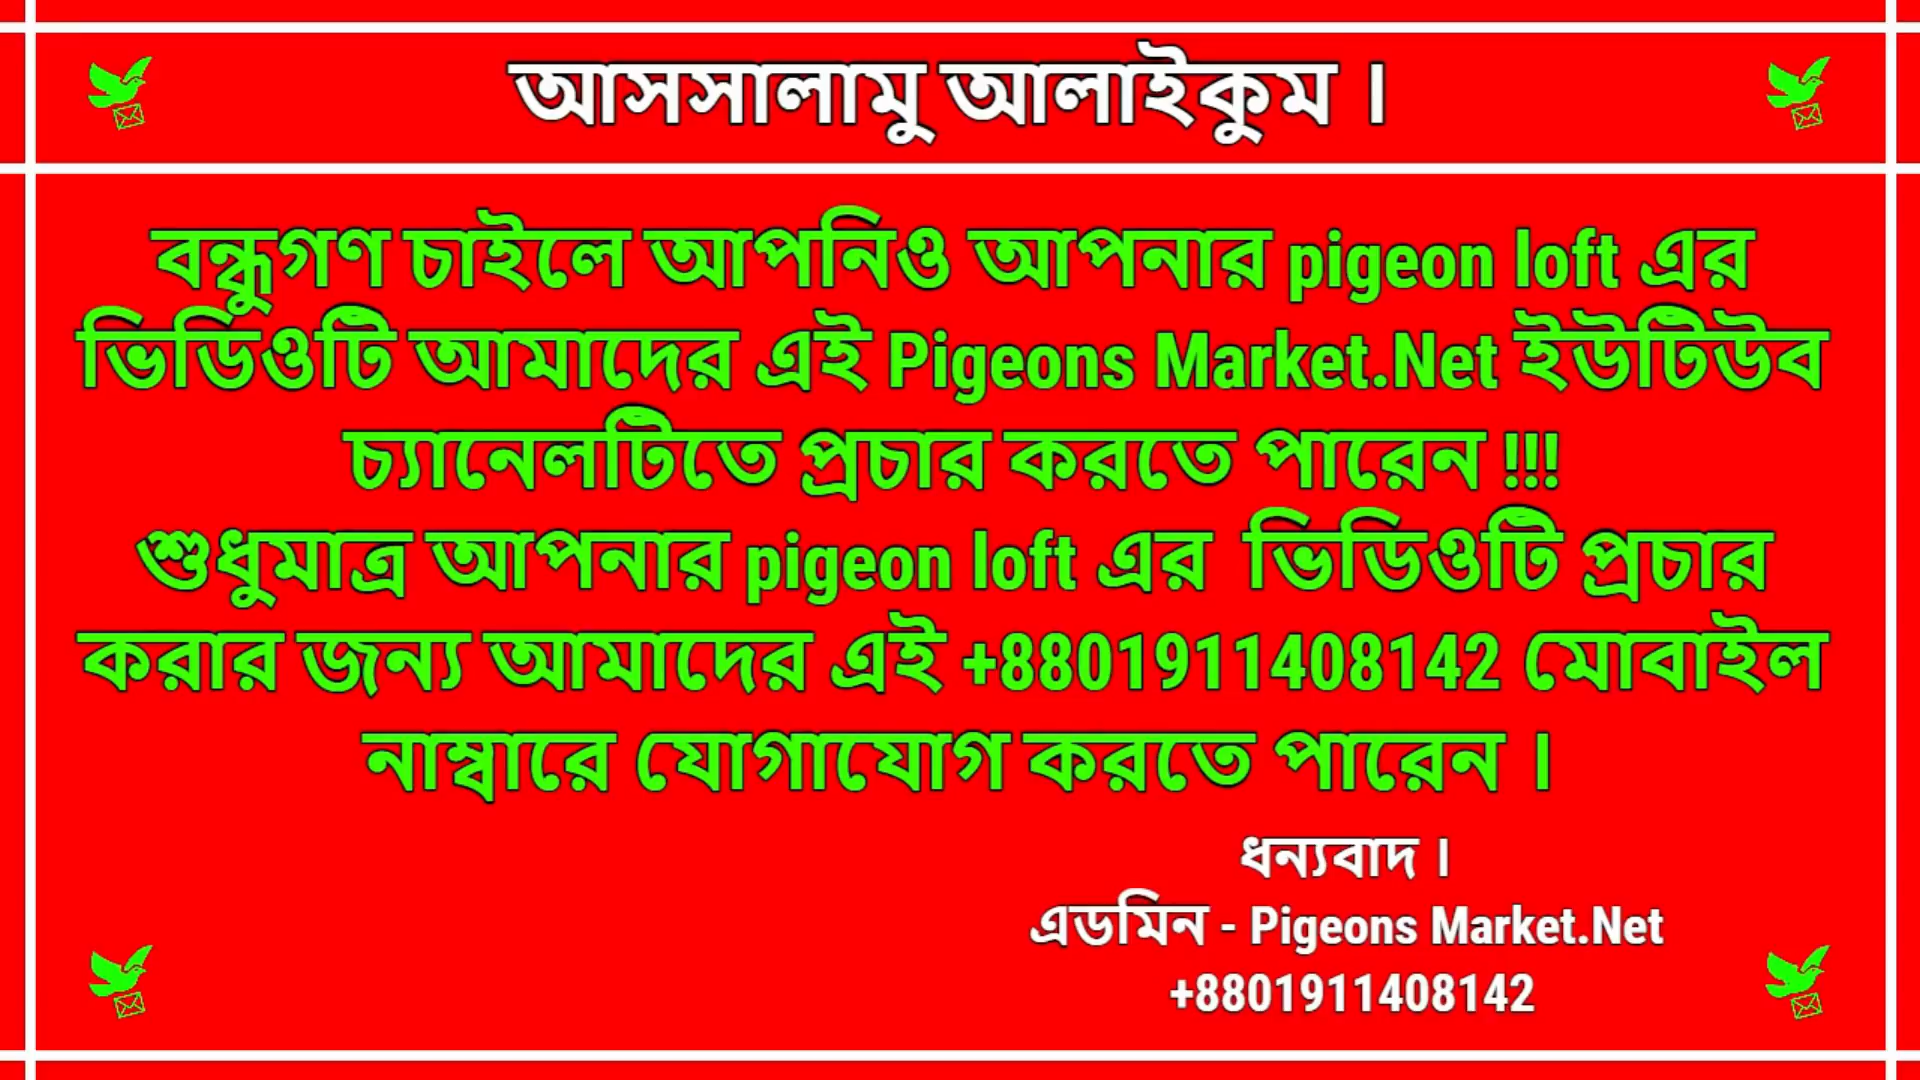 আসসালামু আলাইকুম ।
বন্ধুগণ চাইলে আপনিও আপনার pigeon loft এর
ভিডিওটি আমাদের এই Pigeons Market.Net ইউটিউব
চ্যানেলটিতে প্রচার করতে পারেন !!!
শুধুমাত্র আপনার pigeon loft এর ভিডিওটি প্রচার
করার জন্য আমাদের এই +8801911408142 মোবাইল
নাম্বারে যোগাযোগ করতে পারেন ।
ধন্যবাদ ।
এডমিন - Pigeons Market.Net
+8801911408142